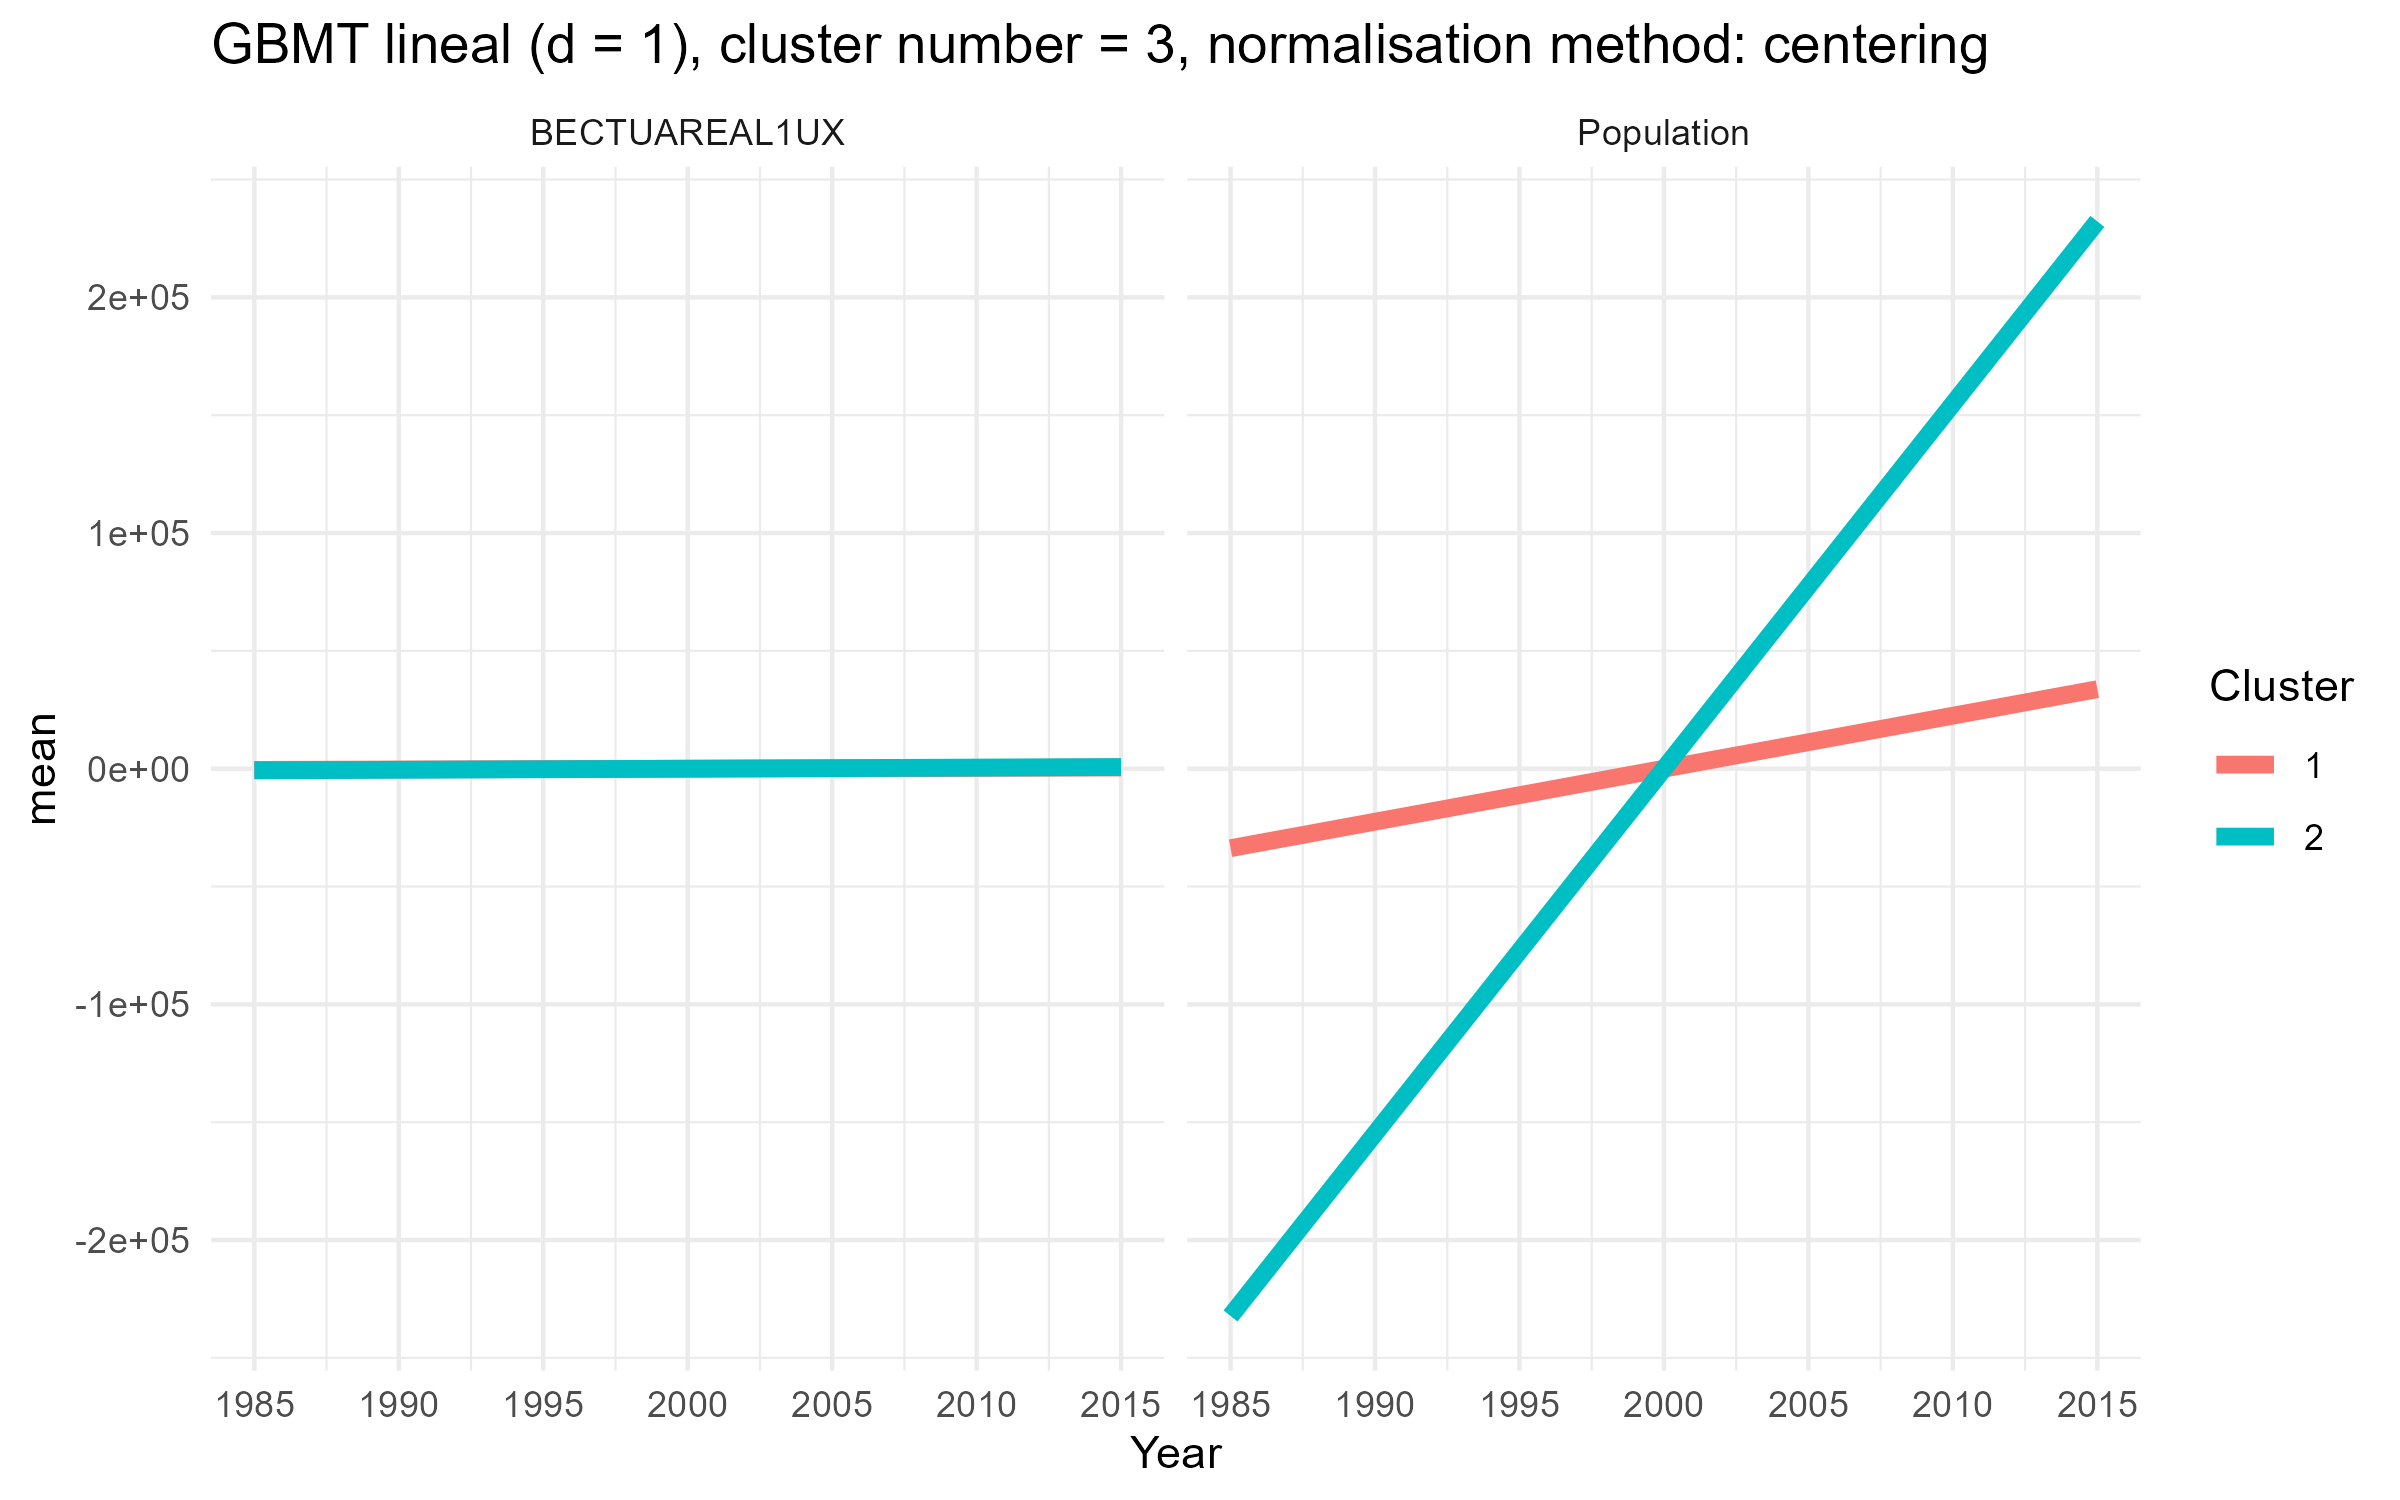 GBMT lineal (d = 1), cluster number = 3, normalisation method: centering
BECTUAREAL1UX
Population
2e+05
1e+05
0e+00
-1e+05
-2e+05
mean
1985 1990 1995 2000 2005 2010 2015
1985 1990 1995 2000 2005 2010 2015
Year
Cluster
1
2